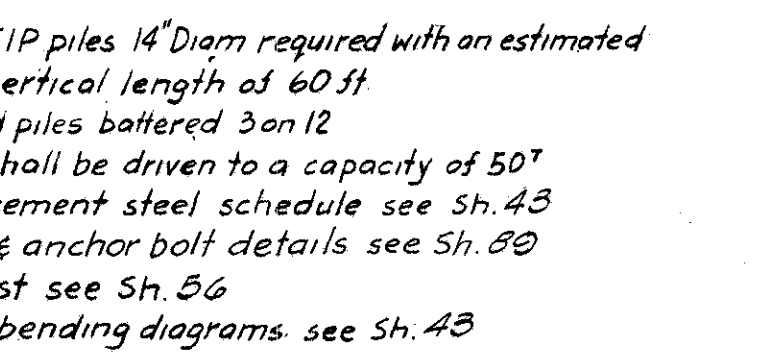 CIP piles 14" Diam required with an estimated
ertical length of 60 ft.
piles battered 3 on 12
hall be driven to a capacity of 50T
ement steel schedule see Sh. 43
& anchor bolt details see Sh. 89
st see Sh. 56
bending diagrams. see Sh. 43